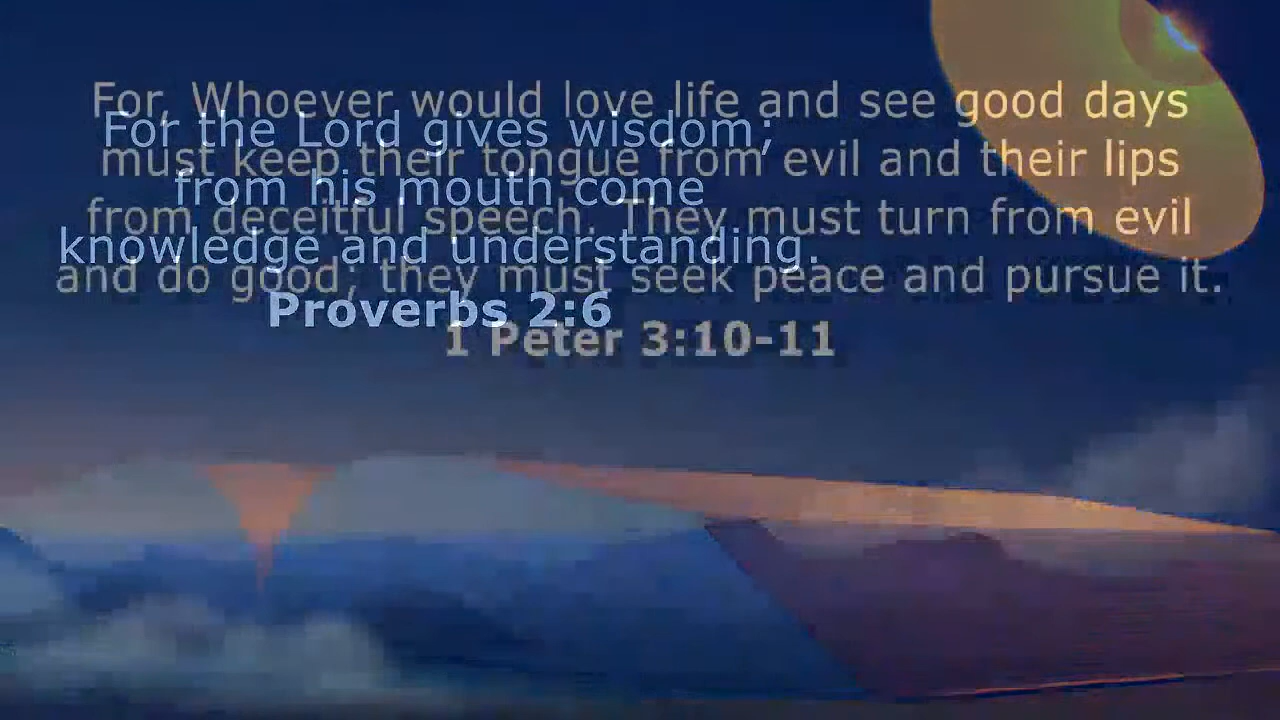 For, Whoever would love life and see good days
must keep their tongue from evil and their lips
from deceitful speech. They must turn from evil
and do good; they must seek peace and pursue it.
1 Peter 3:10-11
For the Lord gives wisdom;
from his mouth come
knowledge and understanding.
Proverbs 2:6